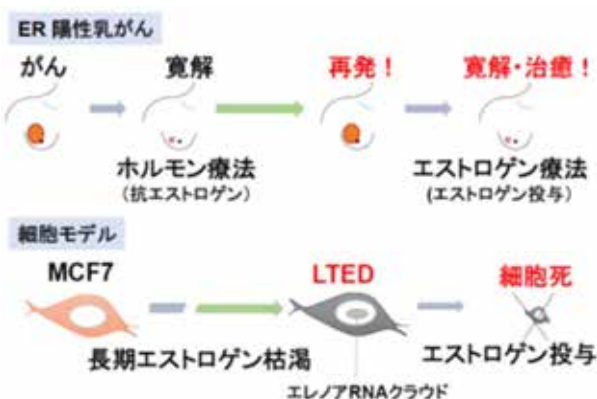 ER 陽性乳がん
がん 寛解 再発！ 寛解・治癒！
ホルモン療法 エストロゲン療法
（抗エストロゲン） （エストロゲン投与）
細胞モデル
MCF7 LTED 細胞死
長期エストロゲン枯渇 エストロゲン投与
エレノアRNAクラウド